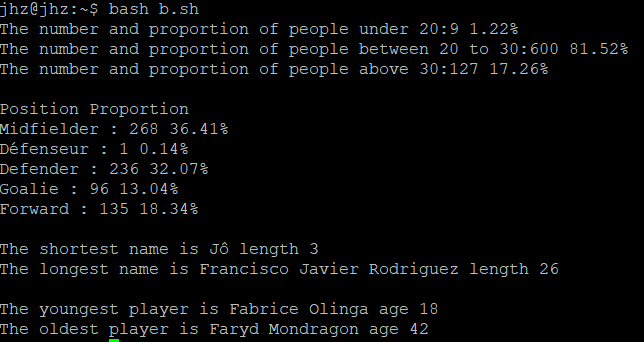 jhz@jhz:~$ bash b.sh
The number and proportion of people under 20:9 1.22%
The number and proportion of people between 20 to 30:600 81.52%
The number and proportion of people above 30:127 17.26%
Position Proportion
Midfielder : 268 36.41%
Défenseur : 1 0.14%
Defender : 236 32.07%
Goalie : 96 13.04%
Forward : 135 18.34%
The shortest name is Jô length 3
The longest name is Francisco Javier Rodriguez length 26
The youngest player is Fabrice Olinga age 18
The oldest player is Faryd Mondragon age 42